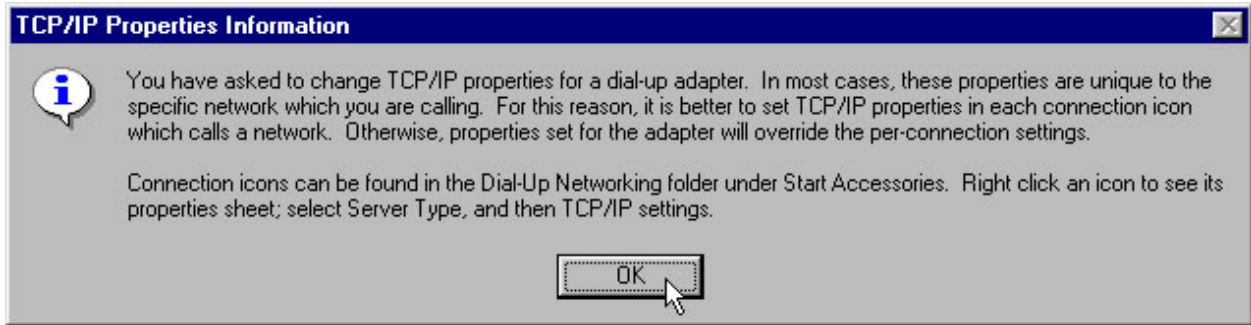 TCP/IP Properties Information
You have asked to change TCP/IP properties for a dial-up adapter.  In most cases, these properties are unique to the
specific network which you are calling.  For this reason, it is better to set TCP/IP properties in each connection icon
which calls a network.  Otherwise, properties set for the adapter will override the per-connection settings.
Connection icons can be found in the Dial-Up Networking folder under Start Accessories.  Right click an icon to see its
properties sheet; select Server Type, and then TCP/IP settings.
OK